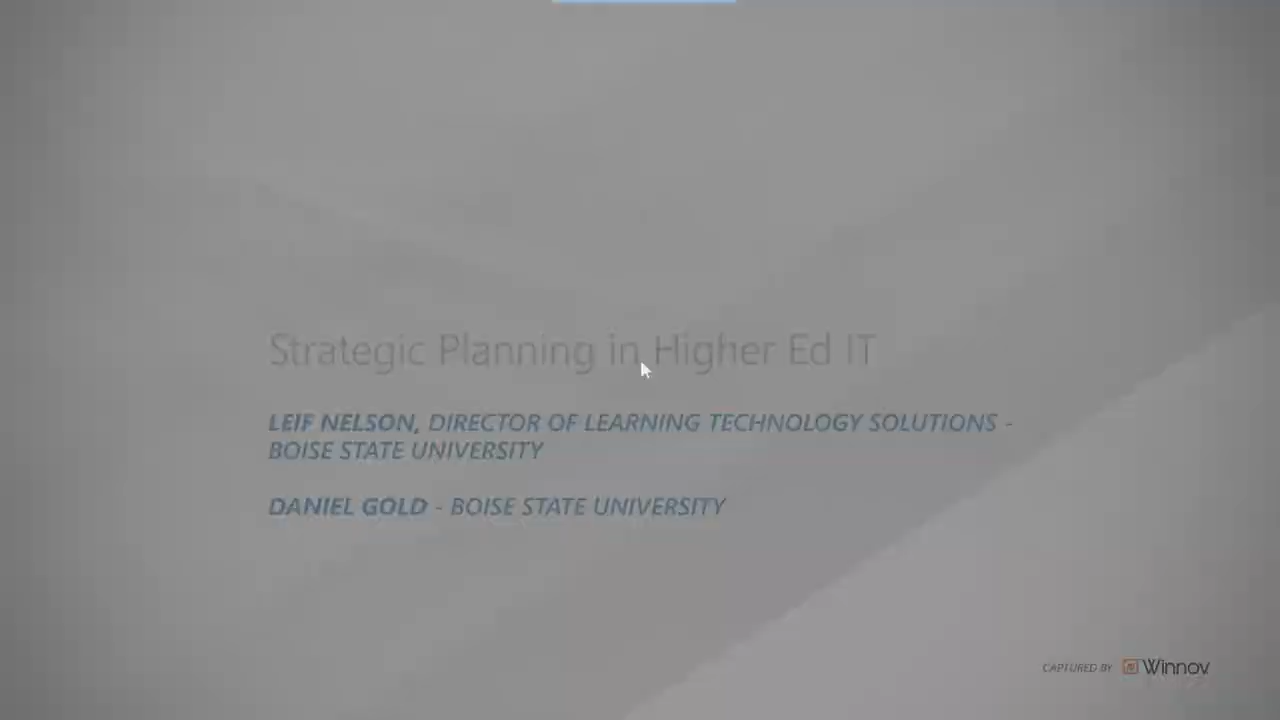 Strategic Planning in Higher Ed IT
LEIF NELSON, DIRECTOR OF LEARNING TECHNOLOGY SOLUTIONS -
BOISE STATE UNIVERSITY
DANIEL GOLD - BOISE STATE UNIVERSITY
CAPTURED BY Winnov